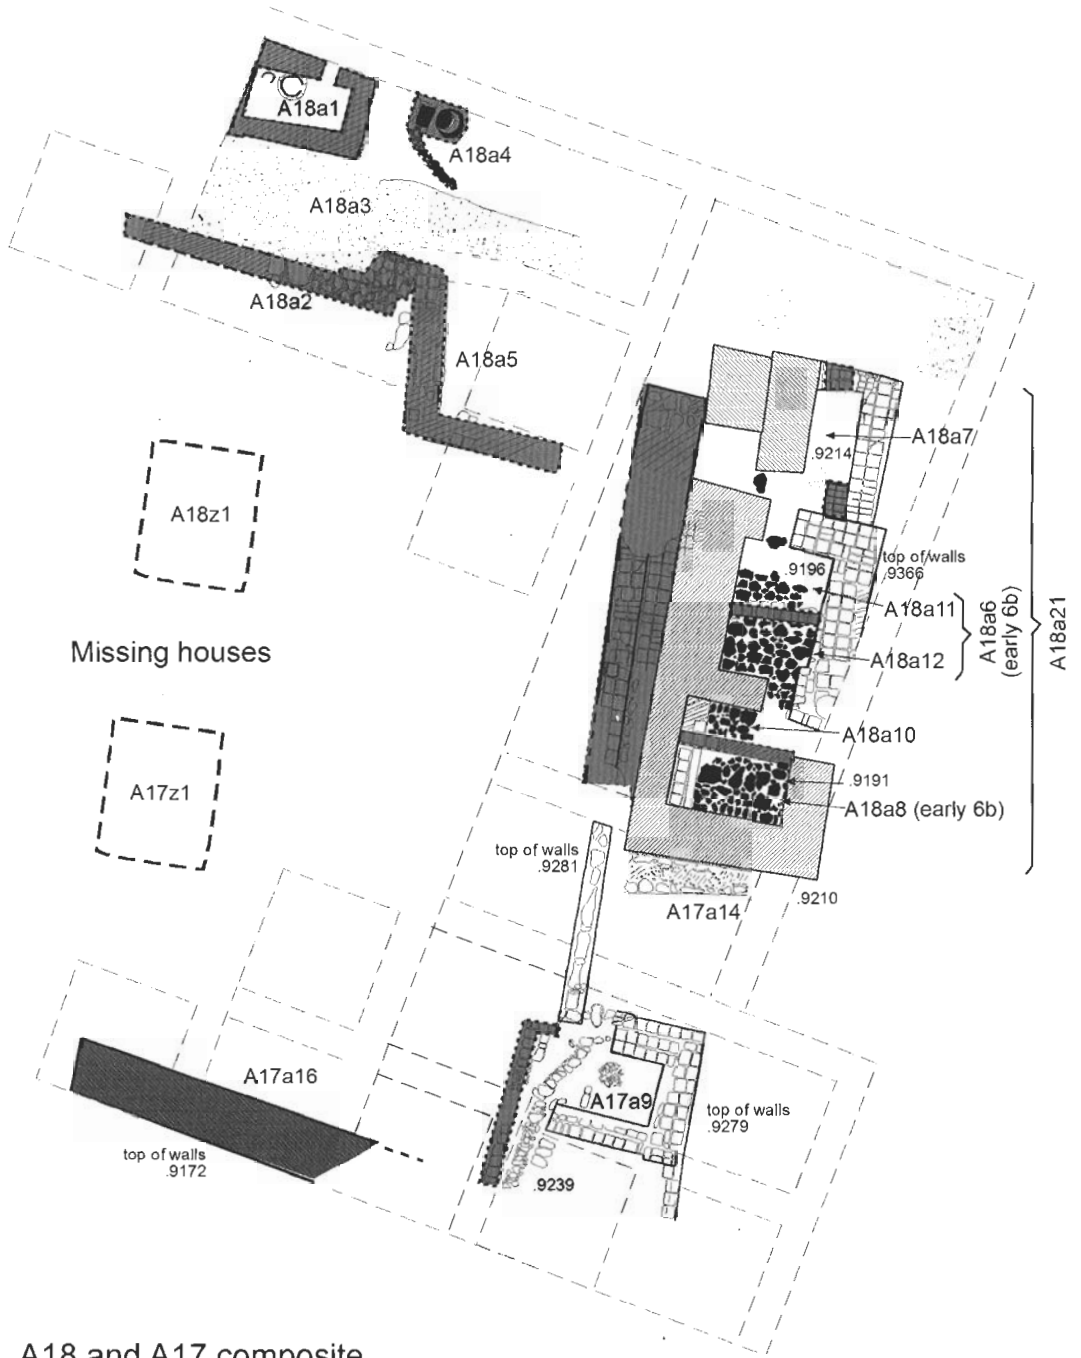 A18a1
A18a4
A18a3
A18a2
A18a5
A18a7
.9214
A18z1
top of walls
.9366
.9196
A18a11
A18a6
(early 6b)
A18a21
A18a12
Missing houses
A18a10
.9191
A17z1
A18a8 (early 6b)
top of walls
.9281
.9210
A17a14
A17a16
A17a9
top of walls
.9279
top of walls
.9172
.9239
A18 and A17 composite